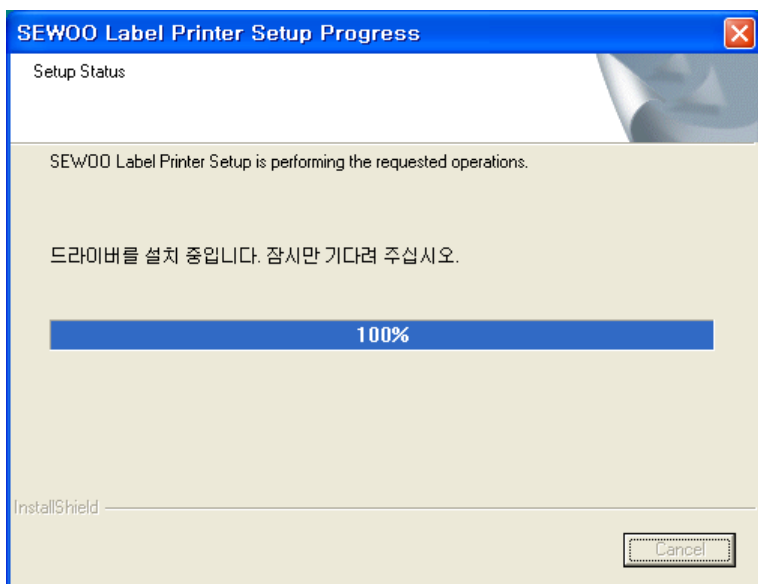 SEWOO Label Printer Setup Progress
Setup Status
SEWOO Label Printer Setup is performing the requested operations.
드라이버를 설치 중입니다. 잠시만 기다려 주십시오.
100%
InstallShield
Cancel